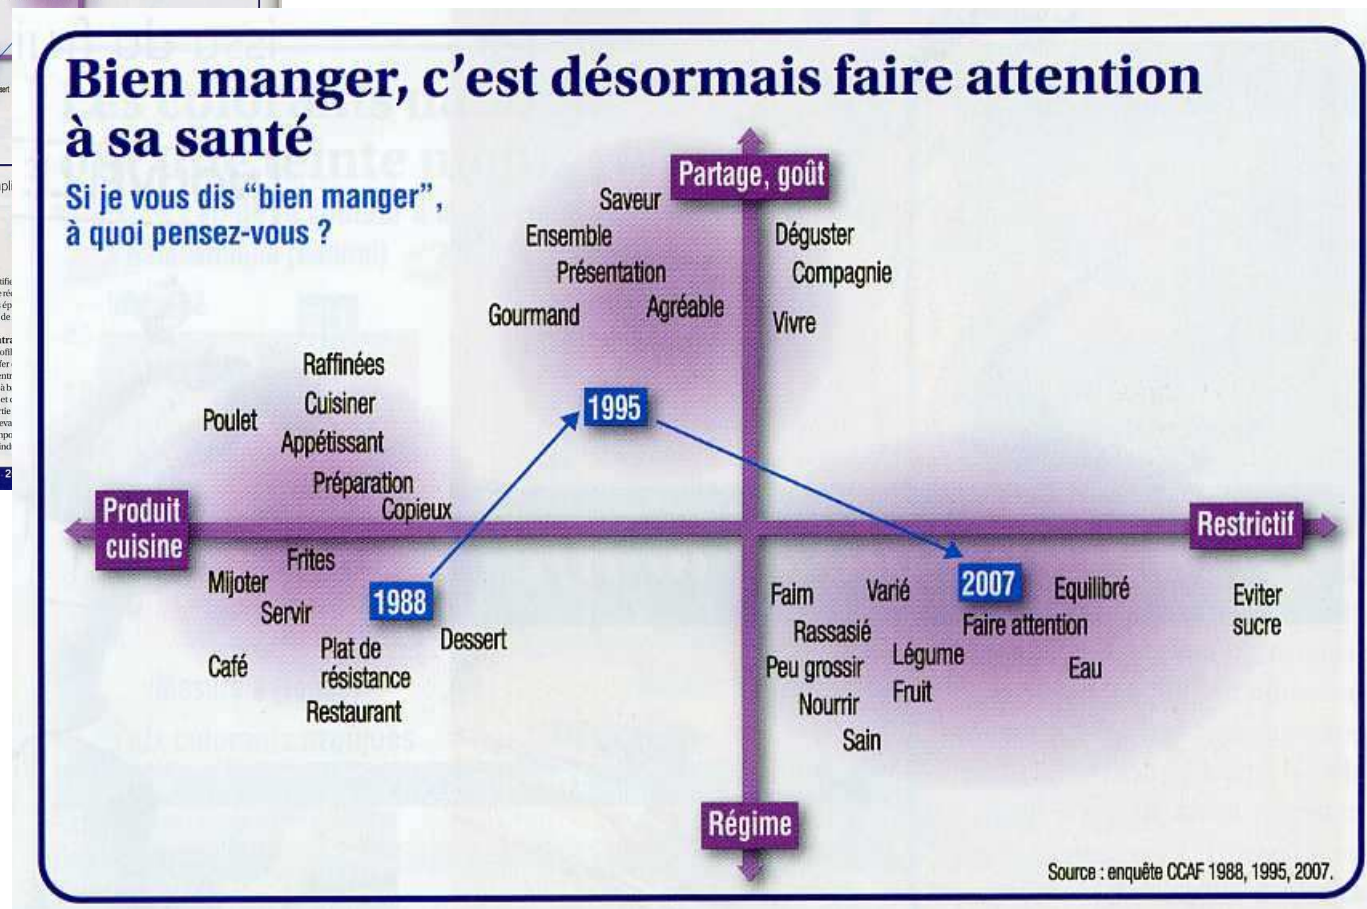 Bien manger, c'est désormais faire attention
à sa santé
Si je vous dis “bien manger”,
à quoi pensez-vous ?
Partage, goût
Saveur
Ensemble
Déguster
Présentation
Compagnie
Gourmand
Agréable
Vivre
Raffinées
Cuisiner
Poulet
Appétissant
Préparation
Copieux
1995
Produit
cuisine
Restrictif
Frites
Mijoter
Servir
1988
Dessert
Plat de
résistance
Café
Restaurant
2007
Faim
Varié
Equilibré
Eviter
sucre
Rassasié
Faire attention
Peu grossir
Légume
Eau
Nourrir
Fruit
Sain
Régime
Source : enquête CCAF 1988, 1995, 2007.